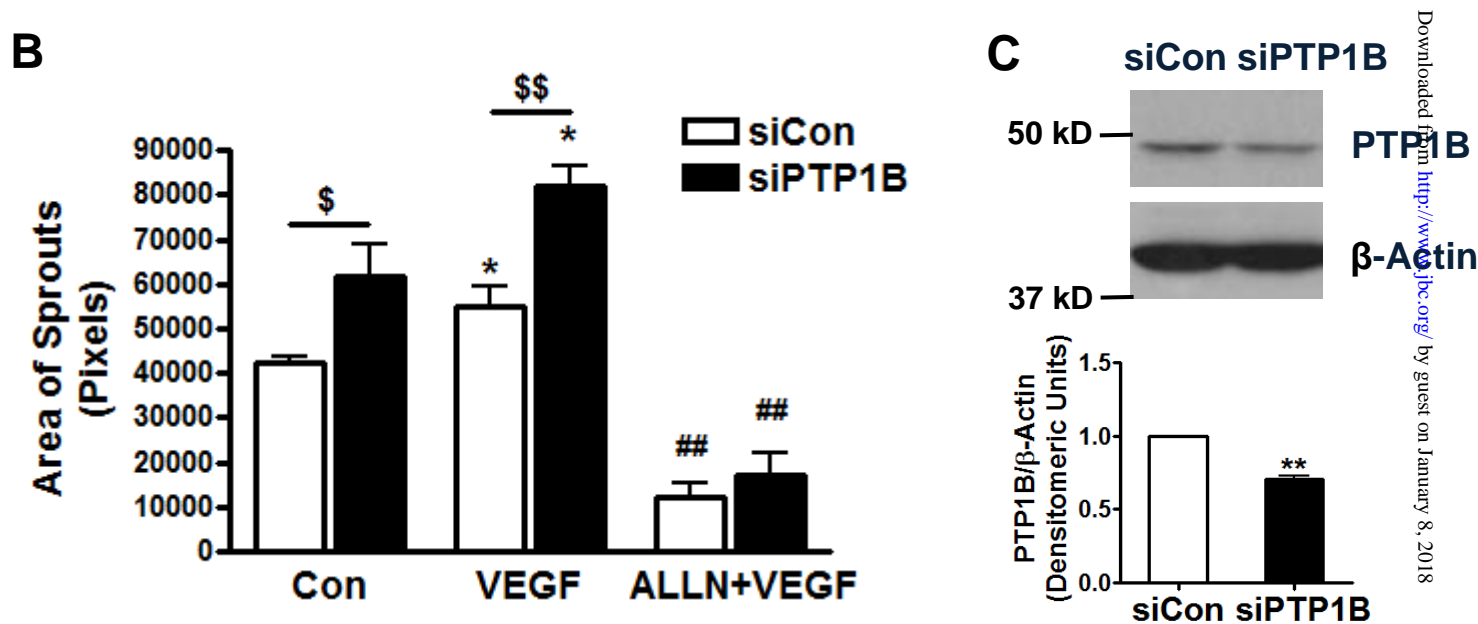 B
$$
*
siCon
siPTP1B
90000
80000
70000
60000
50000
40000
30000
20000
10000
0
$
*
##
##
Area of Sprouts
(Pixels)
Con VEGF ALLN+VEGF
C
siCon siPTP1B
50 kD
PTP1B
β-Actin
37 kD
1.5
1.0
0.5
0.0
**
PTP1B/β-Actin
(Densitomeric Units)
siCon siPTP1B
Downloaded from http://www.jbc.org/ by guest on January 8, 2018